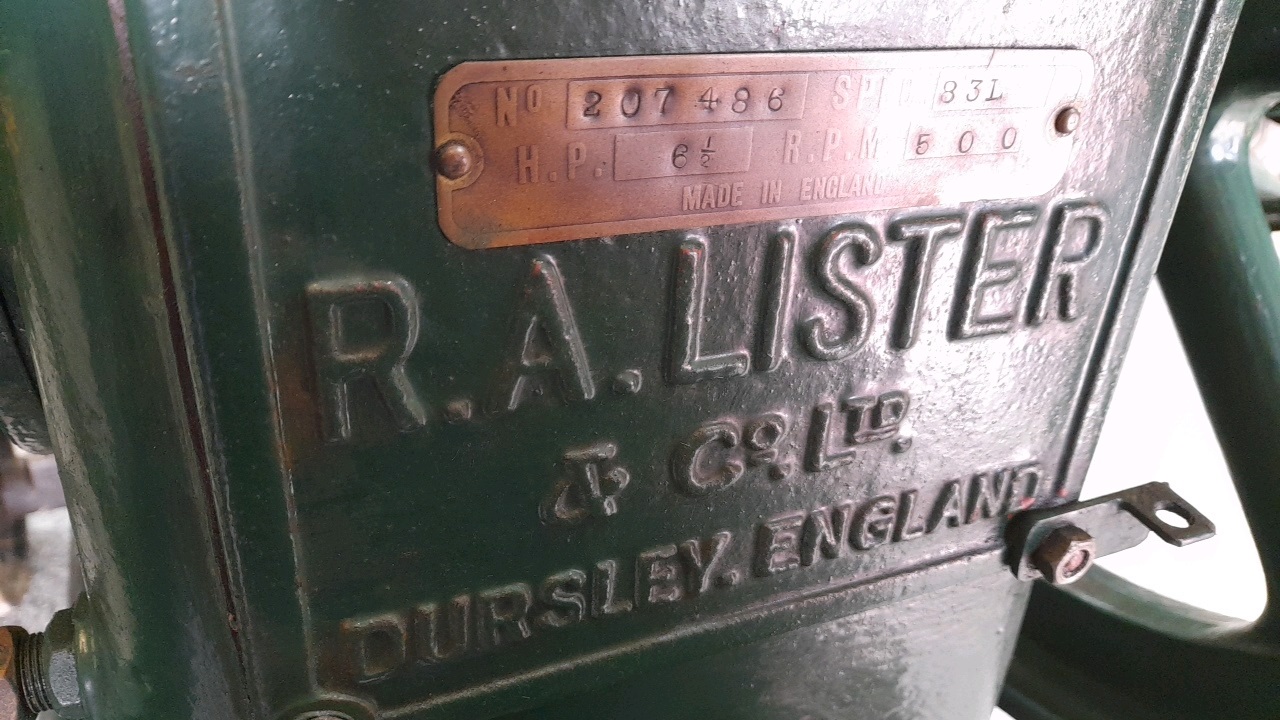 Nº 207486 SPEC. 83L
H.P. 6½ R.P.M 500
MADE IN ENGLAND
R.A. LISTER
& Cº. LTD.
DURSLEY. ENGLAND